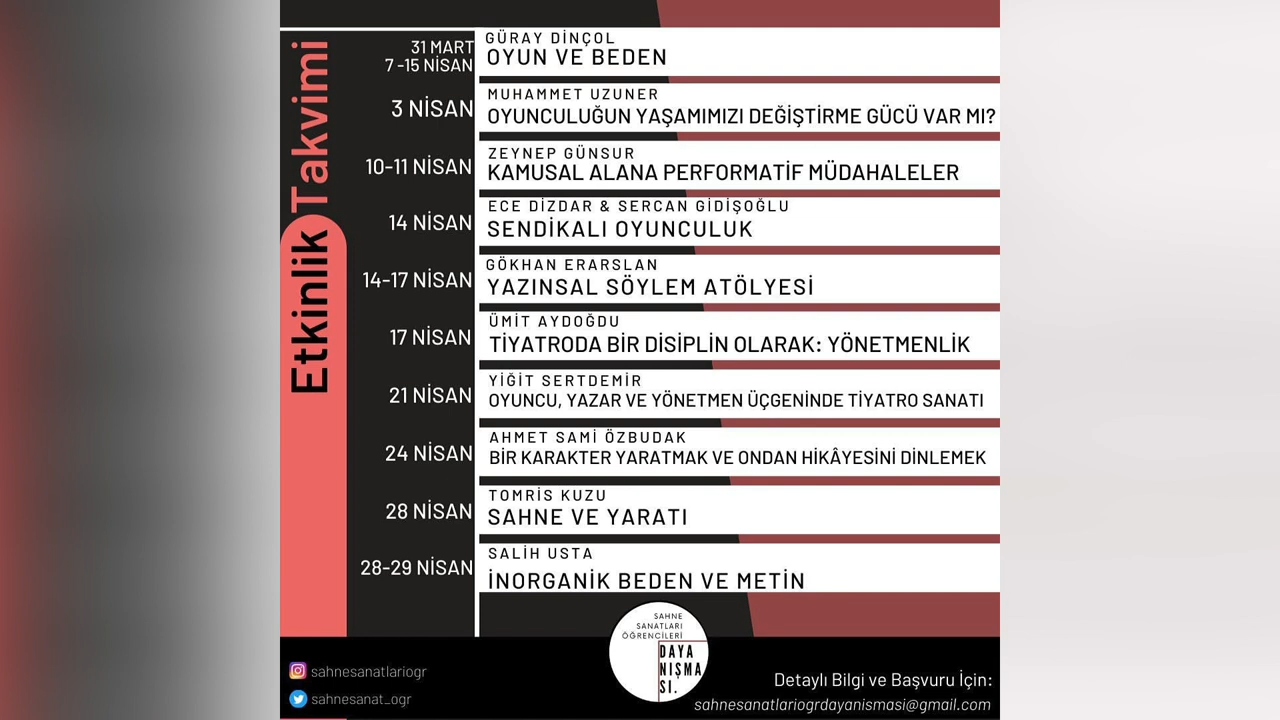 Etkinlik Takvimi
31 MART
7 -15 NİSAN
GÜRAY DİNÇOL
OYUN VE BEDEN
3 NİSAN
MUHAMMET UZUNER
OYUNCULUĞUN YAŞAMIMIZI DEĞİŞTİRME GÜCÜ VAR MI?
10-11 NİSAN
ZEYNEP GÜNSUR
KAMUSAL ALANA PERFORMATİF MÜDAHALELER
14 NİSAN
ECE DİZDAR & SERCAN GİDİŞOĞLU
SENDİKALI OYUNCULUK
14-17 NİSAN
GÖKHAN ERARSLAN
YAZINSAL SÖYLEM ATÖLYESİ
17 NİSAN
ÜMİT AYDOĞDU
TİYATRODA BİR DİSİPLİN OLARAK: YÖNETMENLİK
21 NİSAN
YİĞİT SERTDEMİR
OYUNCU, YAZAR VE YÖNETMEN ÜÇGENİNDE TİYATRO SANATI
24 NİSAN
AHMET SAMİ ÖZBUDAK
BİR KARAKTER YARATMAK VE ONDAN HİKÂYESİNİ DİNLEMEK
28 NİSAN
TOMRİS KUZU
SAHNE VE YARATI
28-29 NİSAN
SALİH USTA
İNORGANİK BEDEN VE METİN
SAHNE
SANATLARI
ÖĞRENCİLERİ
DAYA
NIŞMA
SI.
sahnesanatlariogr
sahnesanat_ogr
Detaylı Bilgi ve Başvuru İçin:
sahnesanatlariogrdayanismasi@gmail.com